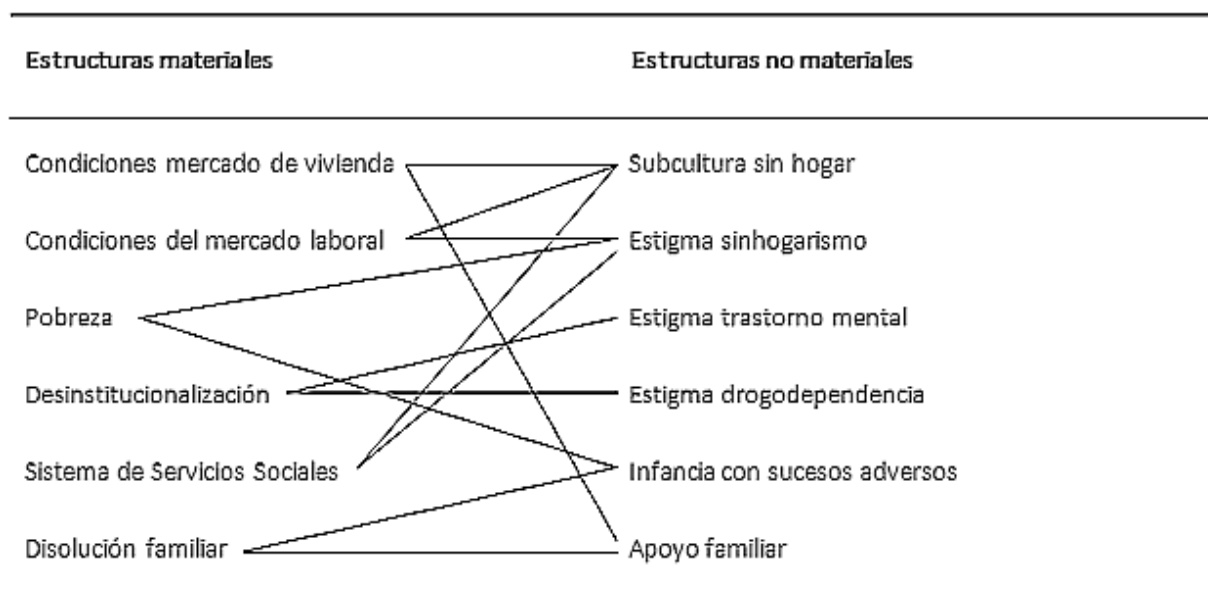 Estructuras materiales Estructuras no materiales
Condiciones mercado de vivienda Subcultura sin hogar
Condiciones del mercado laboral Estigma sinhogarismo
Pobreza Estigma trastorno mental
Desinstitucionalización Estigma drogodependencia
Sistema de Servicios Sociales Infancia con sucesos adversos
Disolución familiar Apoyo familiar